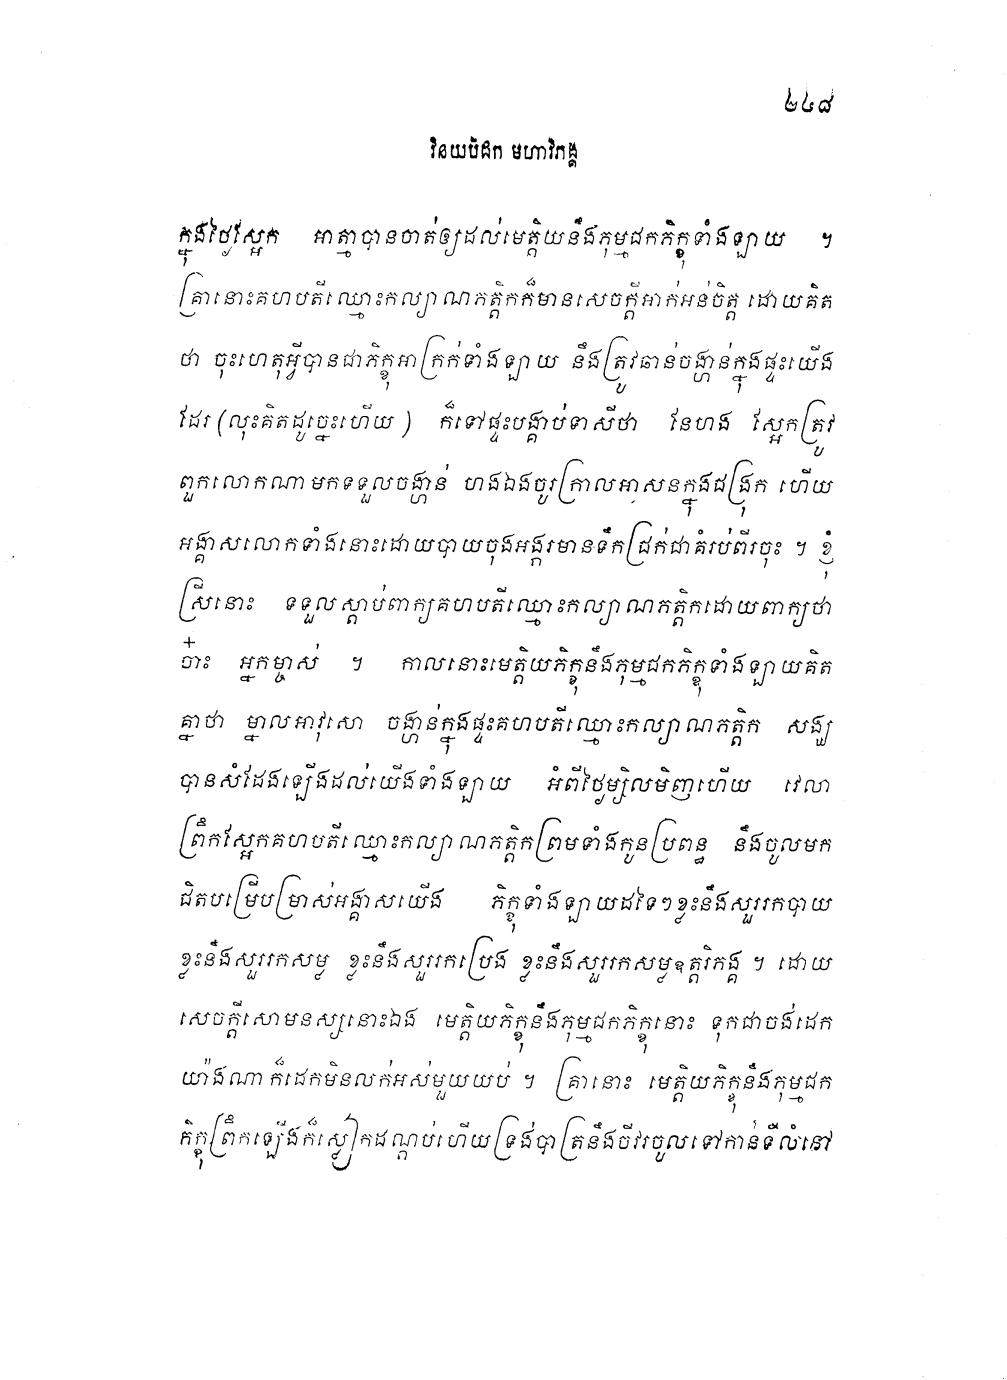 ២៤៨
វិនយបិដក មហាវិភង្គ
ក្នុងថ្ងៃស្អែក អាត្មាបានចាត់ឲ្យដល់មេត្តិយនឹងភុម្មជកភិក្ខុទាំងឡាយ ។
គ្រានោះគហបតីឈ្មោះកល្យាណភត្តិកក៏មានសេចក្តីអាក់អន់ចិត្ត ដោយគិត
ថា ចុះហេតុអ្វីបានជាភិក្ខុអាក្រក់ទាំងឡាយ នឹងត្រូវឆាន់ចង្ហាន់ក្នុងផ្ទះយើង
ដែរ (លុះគិតដូច្នេះហើយ) ក៏ទៅផ្ទះបង្គាប់ទាសីថា នែហង ស្អែកត្រូវ
ពួកលោកណាមកទទួលចង្ហាន់ ហងឯងចូរក្រាលអាសនក្នុងជង្រុក ហើយ
អង្គាសលោកទាំងនោះដោយបាយចុងអង្ករមានទឹកជ្រក់ជាគំរប់ពីរចុះ ។ ខ្ញុំ
ស្រីនោះ ទទួលស្តាប់ពាក្យគហបតីឈ្មោះកល្យាណភត្តិកដោយពាក្យថា
ចា៎ះ អ្នកម្ចាស់ ។ កាលនោះមេត្តិយភិក្ខុនឹងភុម្មជកភិក្ខុទាំងឡាយគិត
គ្នាថា ម្នាលអាវុសោ ចង្ហាន់ក្នុងផ្ទះគហបតីឈ្មោះកល្យាណភត្តិក សង្ឃ
បានសំដែងឡើងដល់យើងទាំងឡាយ អំពីថ្ងៃម្សិលមិញហើយ វេលា
ព្រឹកស្អែកគហបតីឈ្មោះកល្យាណភត្តិកព្រមទាំងកូនប្រពន្ធ នឹងចូលមក
ជិតបម្រើបម្រាស់អង្គាសយើង ភិក្ខុទាំងឡាយដទៃៗខ្លះនឹងសួររកបាយ
ខ្លះនឹងសួររកសម្ល ខ្លះនឹងសួររកប្រេង ខ្លះនឹងសួររកសម្លឧត្តរិភង្គ ។ ដោយ
សេចក្តីសោមនស្សនោះឯង មេត្តិយភិក្ខុនឹងភុម្មជកភិក្ខុនោះ ទុកជាចង់ដេក
យ៉ាងណាក៏ដេកមិនលក់អស់មួយយប់ ។ គ្រានោះ មេត្តិយភិក្ខុនឹងភុម្មជក
ភិក្ខុព្រឹកឡើងក៏ស្លៀកដណ្តប់ហើយទ្រង់បាត្រនឹងចីវរចូលទៅកាន់ទីលំនៅ